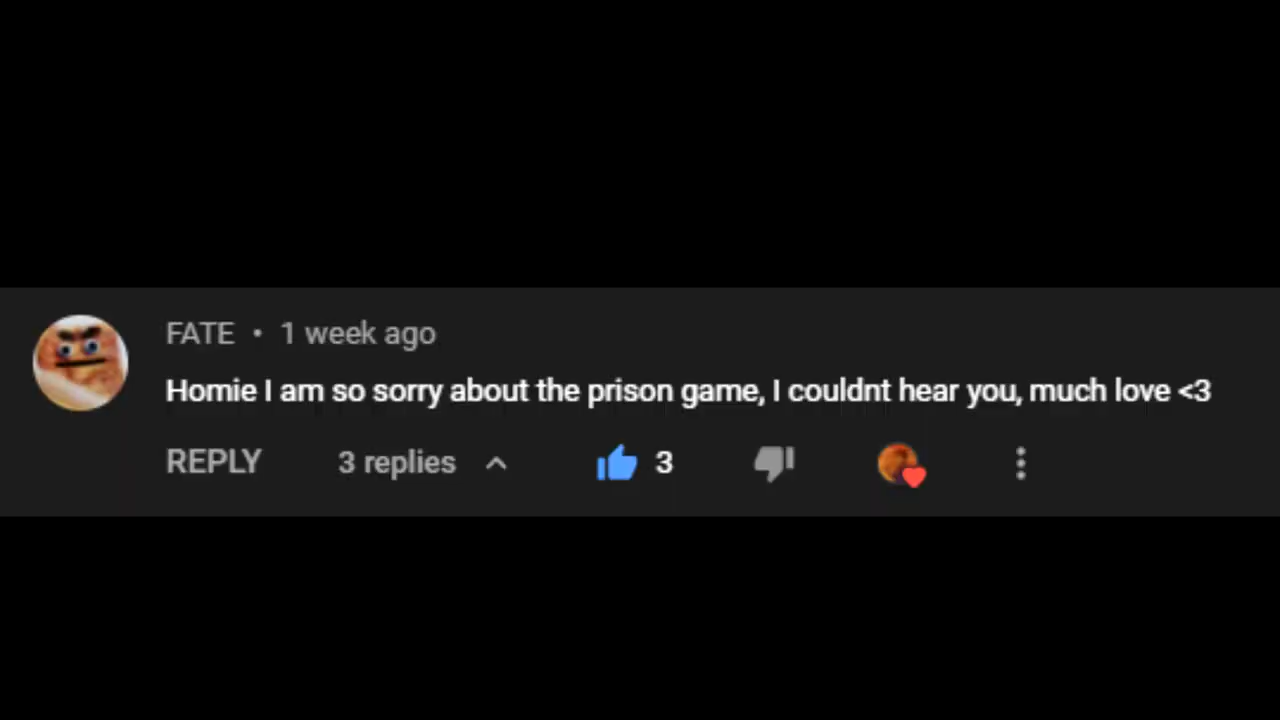 FATE • 1 week ago
Homie I am so sorry about the prison game, I couldnt hear you, much love <3
REPLY 3 replies 3